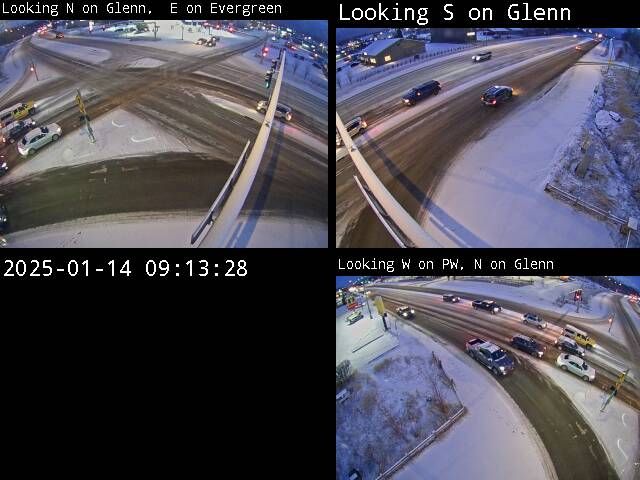 Looking N on Glenn,  E on Evergreen
Looking S on Glenn
2025-01-14 09:13:28
Looking W on PW, N on Glenn